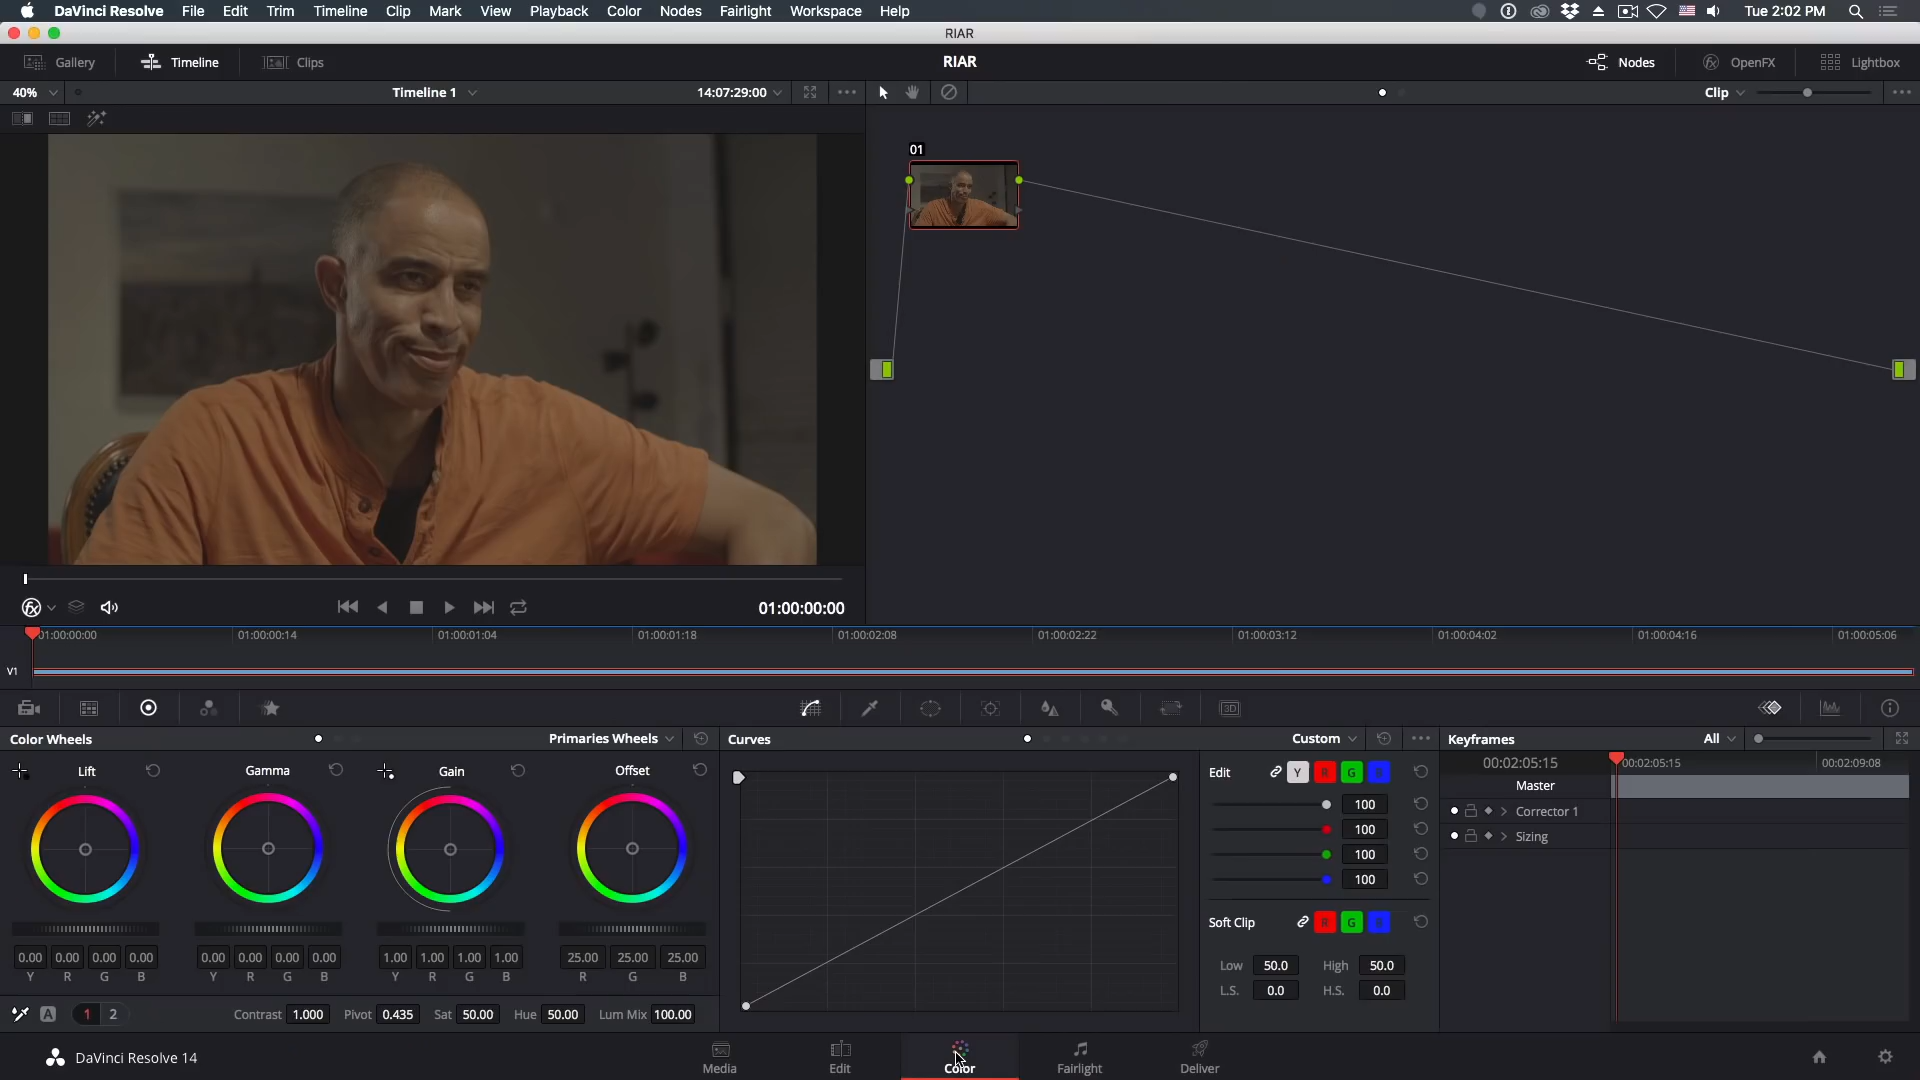 DaVinci Resolve File Edit Trim Timeline Clip Mark View Playback Color Nodes Fairlight Workspace Help Tue 2:02 PM
RIAR
Gallery Timeline Clips RIAR Nodes OpenFX Lightbox
40% Timeline 1 14:07:29:00 Clip
01
01:00:00:00
01:00:00:00 01:00:00:14 01:00:01:04 01:00:01:18 01:00:02:08 01:00:02:22 01:00:03:12 01:00:04:02 01:00:04:16 01:00:05:06
V1
3D
Color Wheels Primaries Wheels Curves Custom Keyframes All
Lift Gamma Gain Offset
Edit Y R G B
00:02:05:15 00:02:05:15 00:02:09:08
Master
100
Corrector 1
100
Sizing
100
100
Soft Clip R G B
0.00 0.00 0.00 0.00 0.00 0.00 0.00 0.00 1.00 1.00 1.00 1.00 25.00 25.00 25.00
Y R G B Y R G B Y R G B R G B
Low 50.0 High 50.0
L.S. 0.0 H.S. 0.0
A 1 2 Contrast 1.000 Pivot 0.435 Sat 50.00 Hue 50.00 Lum Mix 100.00
DaVinci Resolve 14 Media Edit Color Fairlight Deliver